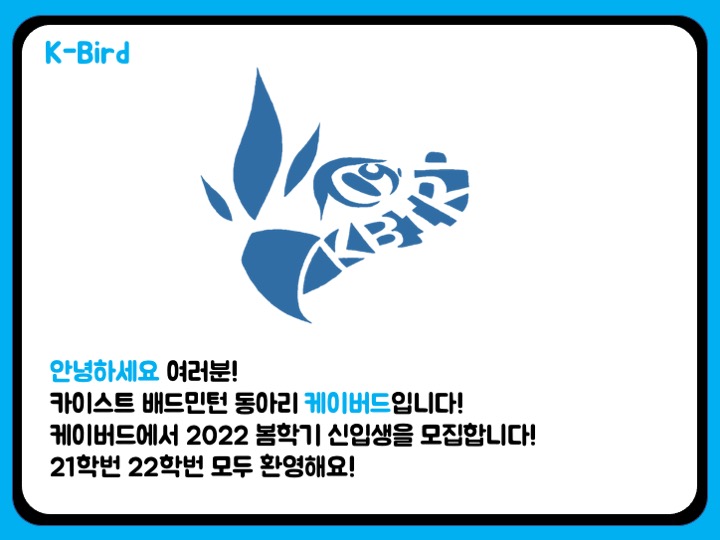 K-Bird
KBIR
안녕하세요 여러분!
카이스트 배드민턴 동아리 케이버드입니다!
케이버드에서 2022 봄학기 신입생을 모집합니다!
21학번 22학번 모두 환영해요!